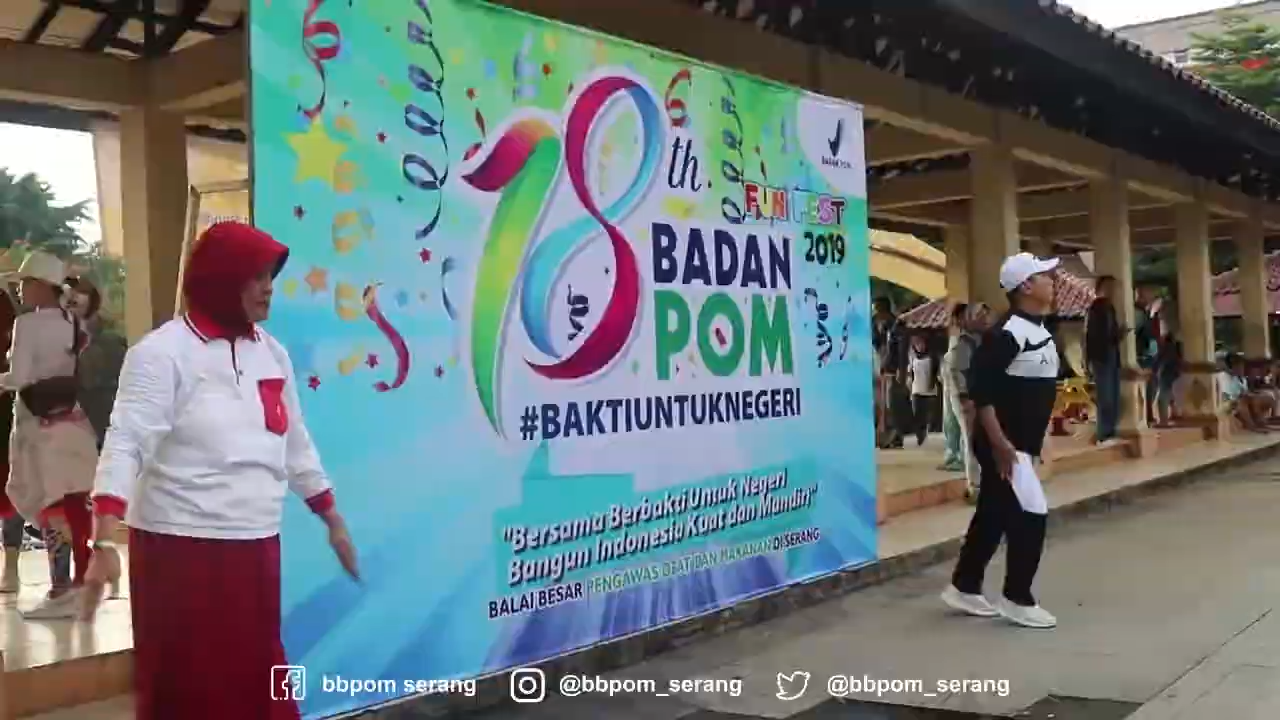 18th
BADAN POM
FUN FEST
2019
BADAN
POM
#BAKTIUNTUKNEGERI
"Bersama Berbakti Untuk Negeri
Bangun Indonesia Kuat dan Mandiri"
BALAI BESAR PENGAWAS OBAT DAN MAKANAN DI SERANG
bbpom serang @bbpom_serang @bbpom_serang